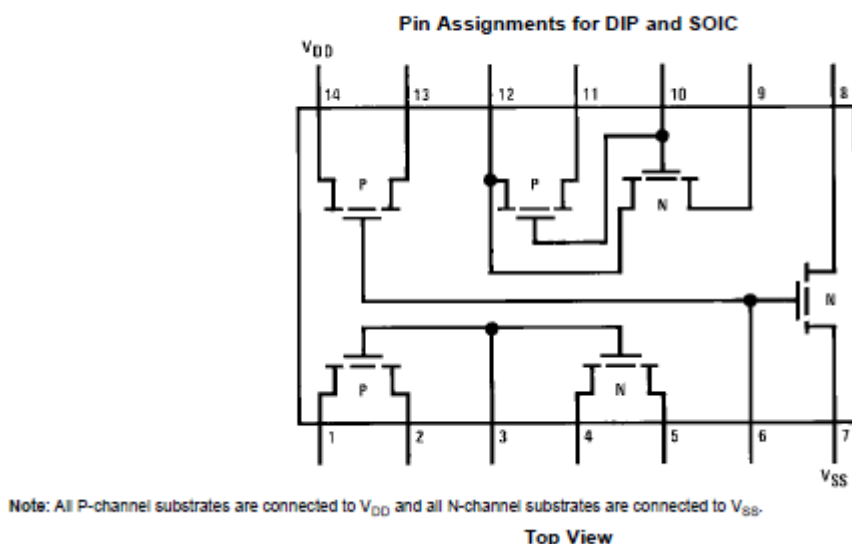 Pin Assignments for DIP and SOIC
VDD
14 13 12 11 10 9 8
P P N
N
P N
1 2 3 4 5 6 7
VSS
Note: All P-channel substrates are connected to VDD and all N-channel substrates are connected to VSS.
Top View